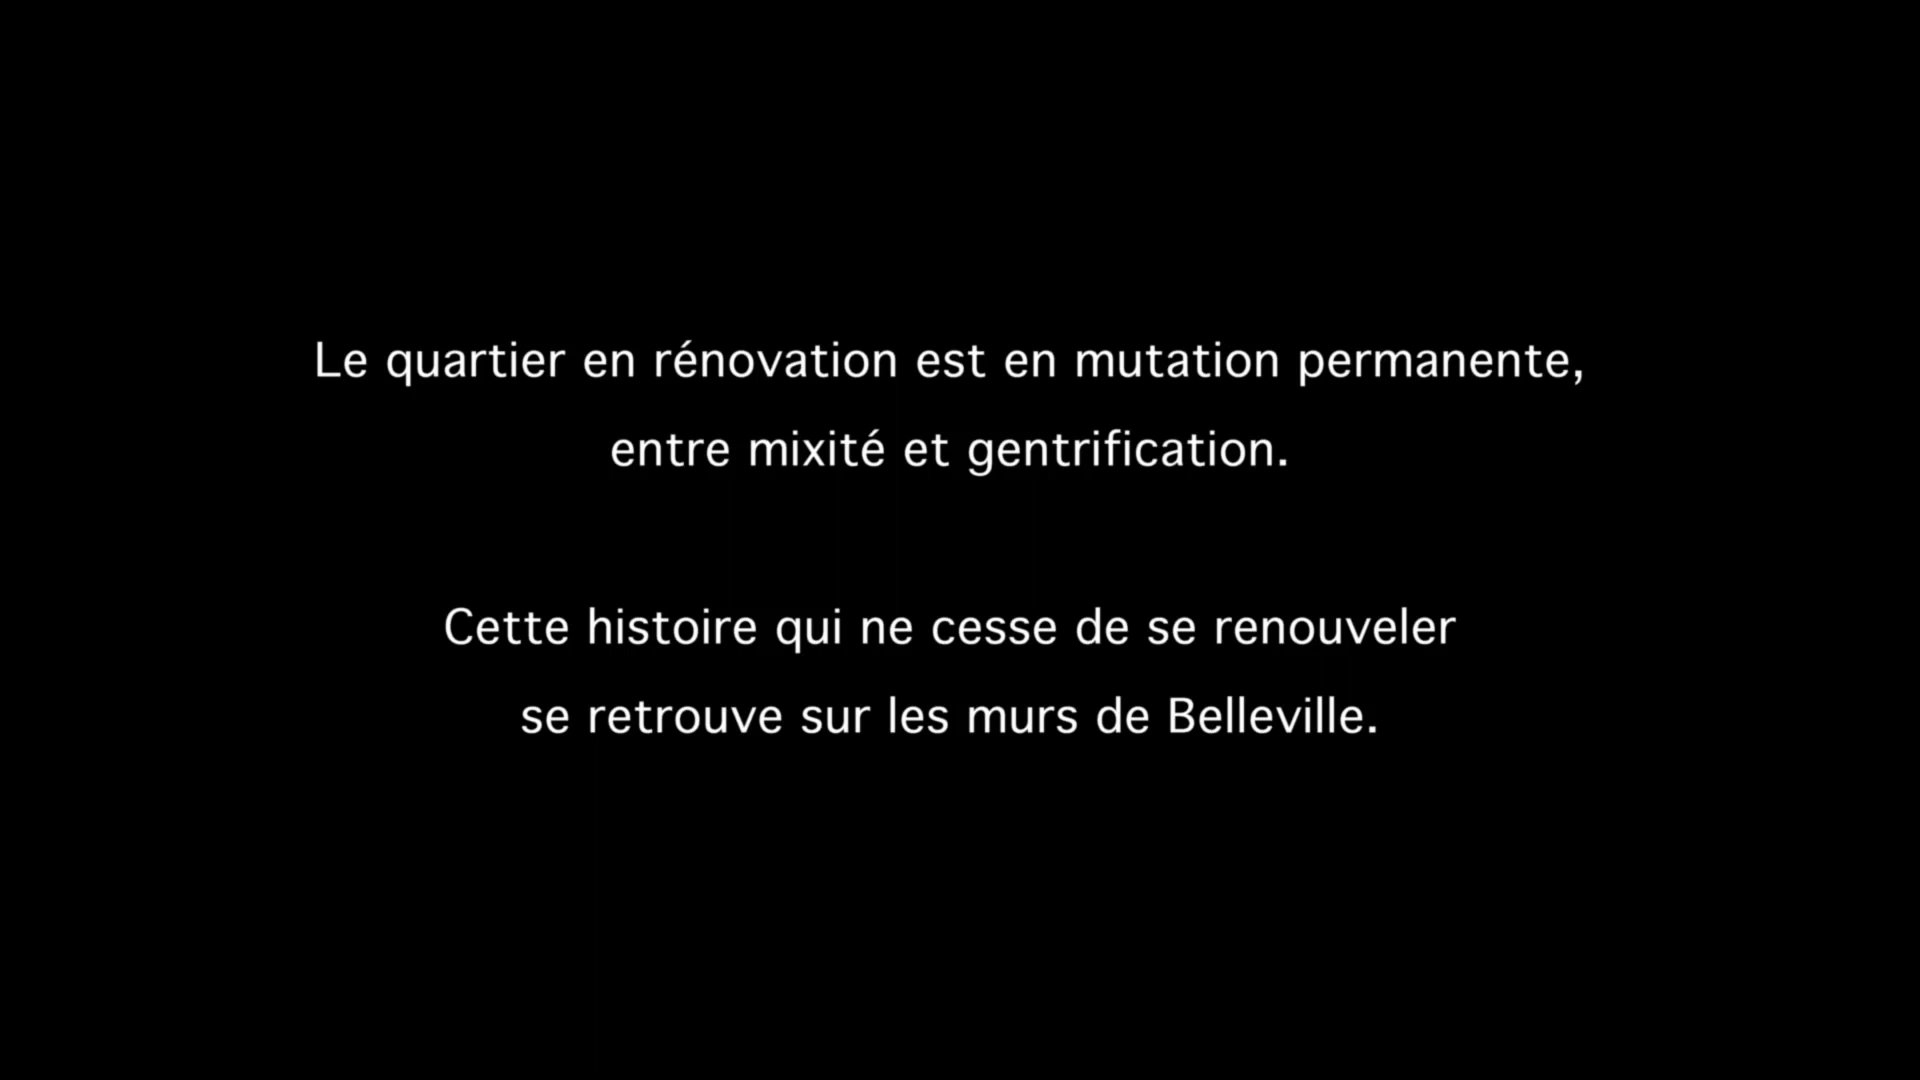 Le quartier en rénovation est en mutation permanente,
entre mixité et gentrification.
Cette histoire qui ne cesse de se renouveler
se retrouve sur les murs de Belleville.